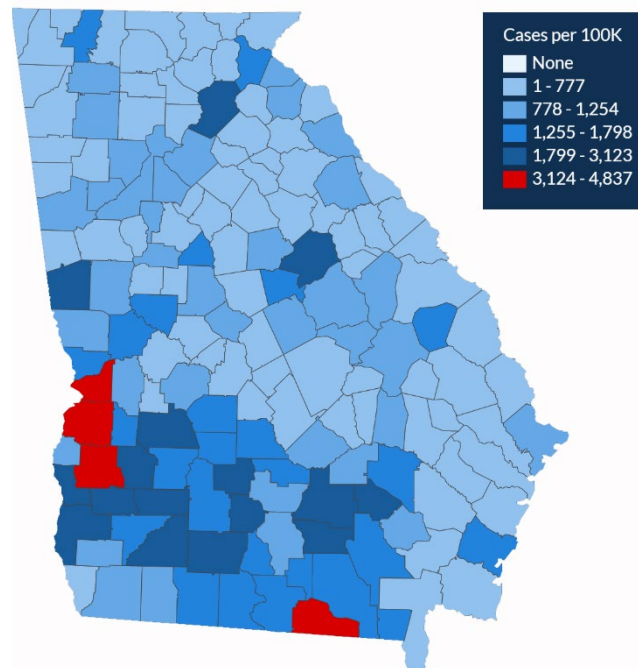 Cases per 100K
None
1 - 777
778 - 1,254
1,255 - 1,798
1,799 - 3,123
3,124 - 4,837